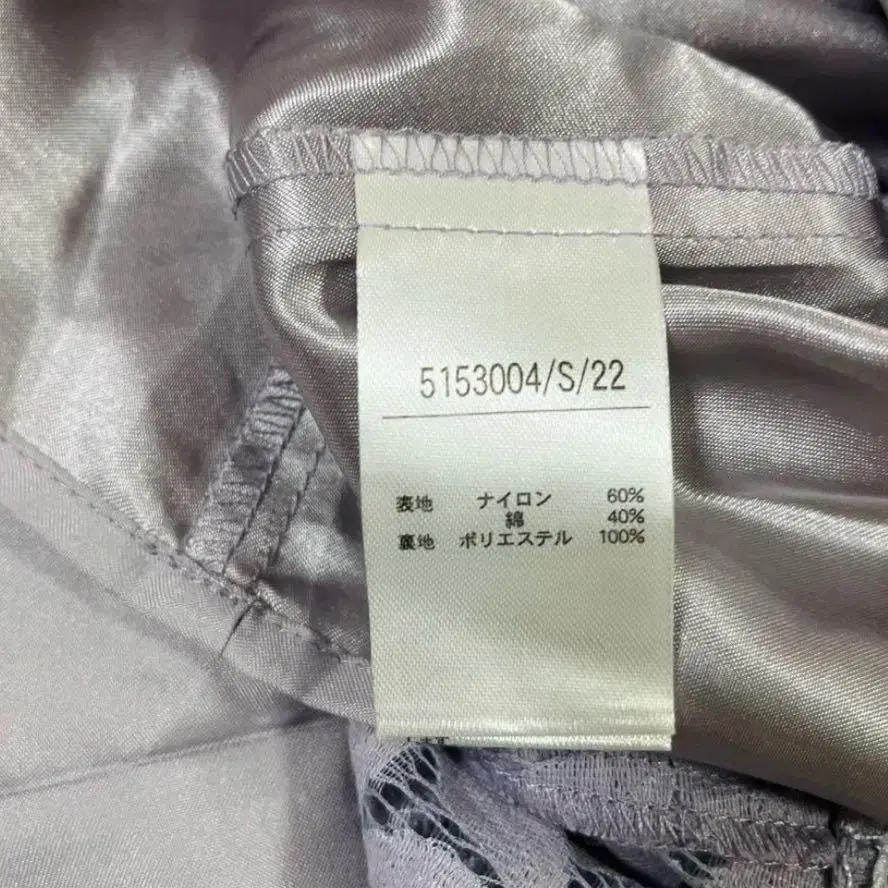 5153004/S/22
表地 ナイロン 60%
綿 40%
裏地 ポリエステル 100%